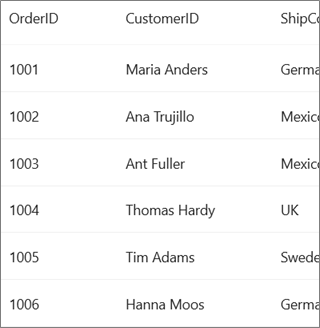 OrderID CustomerID ShipCo
1001 Maria Anders Germa
1002 Ana Trujillo Mexico
1003 Ant Fuller Mexico
1004 Thomas Hardy UK
1005 Tim Adams Swede
1006 Hanna Moos Germa